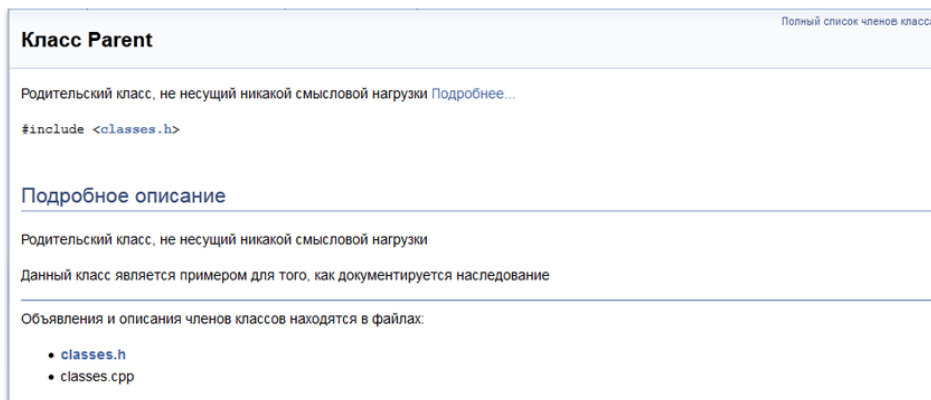 Полный список членов класса
Класс Parent
Родительский класс, не несущий никакой смысловой нагрузки Подробнее...
#include <classes.h>
Подробное описание
Родительский класс, не несущий никакой смысловой нагрузки
Данный класс является примером для того, как документируется наследование
Объявления и описания членов классов находятся в файлах:
• classes.h
• classes.cpp